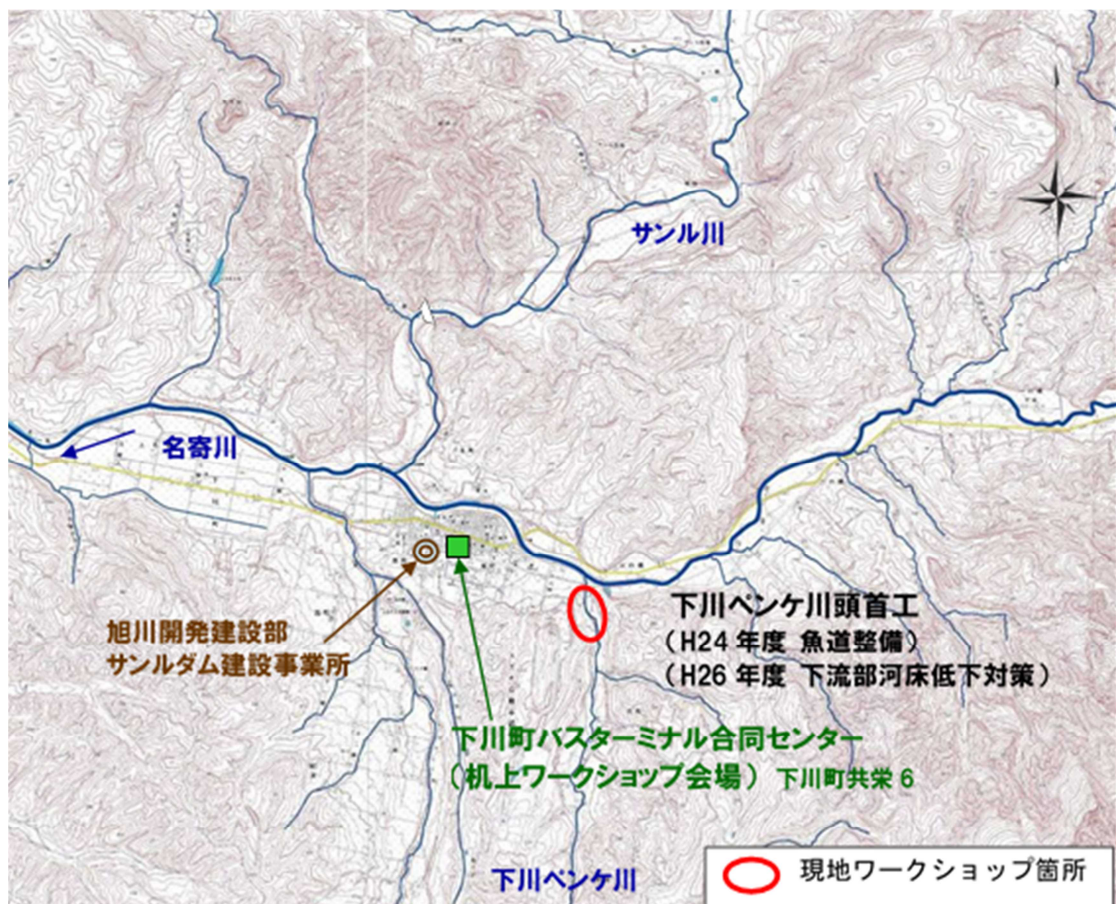 サンル川
名寄川
下川ペンケ川頭首工
（H24 年度 魚道整備）
（H26 年度 下流部河床低下対策）
旭川開発建設部
サンルダム建設事業所
下川町バスターミナル合同センター
（机上ワークショップ会場）下川町共栄 6
下川ペンケ川
現地ワークショップ箇所